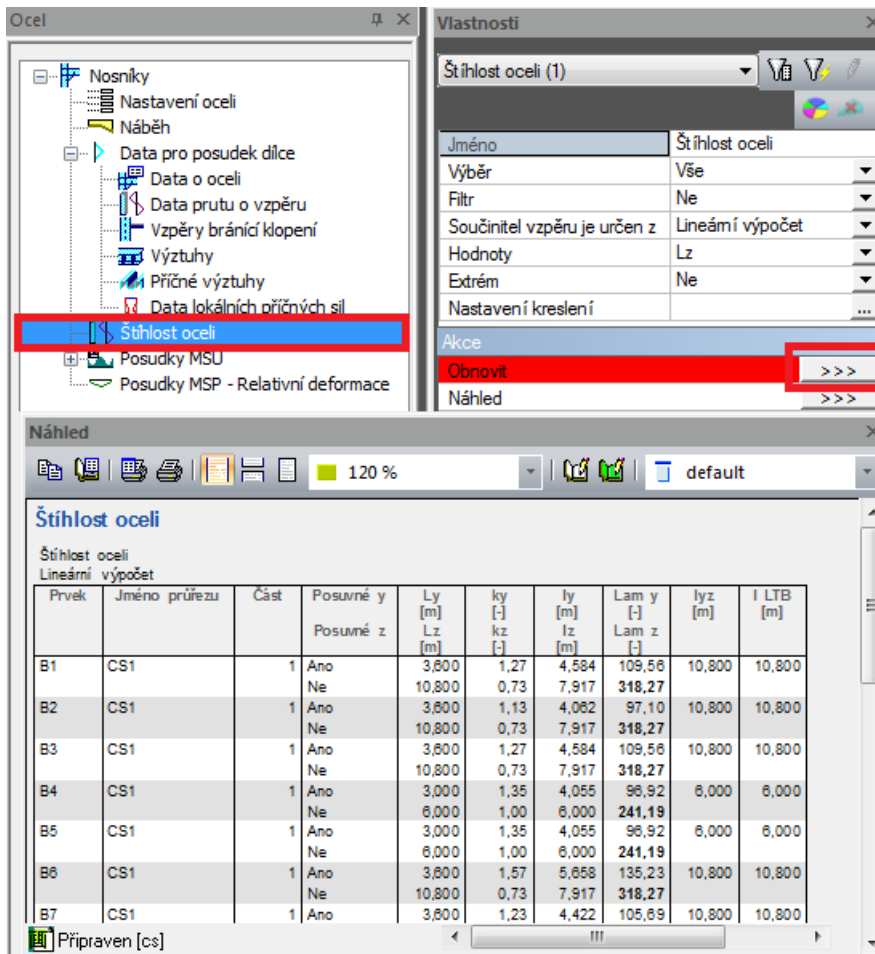 Ocel
Nosníky
Nastavení oceli
Náběh
Data pro posudek dílce
Data o oceli
Data prutu o vzpěru
Vzpěry bránící klopení
Výztuhy
Příčné výztuhy
Data lokálních příčných sil
Štíhlost oceli
Posudky MSÚ
Posudky MSP - Relativní deformace
Vlastnosti
Štíhlost oceli (1)
Jméno Štíhlost oceli
Výběr Vše
Filtr Ne
Součinitel vzpěru je určen z Lineární výpočet
Hodnoty Lz
Extrém Ne
Nastavení kreslení ...
Akce
Obnovit >>>
Náhled >>>
Náhled
120 % default
Štíhlost oceli
Štíhlost oceli
Lineární výpočet
Prvek Jméno průřezu Část Posuvné y Ly ky ly Lam y lyz l LTB
[m] [-] [m] [-] [m] [m]
Posuvné z Lz kz lz Lam z
[m] [-] [m] [-]
B1 CS1 1 Ano 3,600 1,27 4,584 109,56 10,800 10,800
Ne 10,800 0,73 7,917 318,27
B2 CS1 1 Ano 3,600 1,13 4,062 97,10 10,800 10,800
Ne 10,800 0,73 7,917 318,27
B3 CS1 1 Ano 3,600 1,27 4,584 109,56 10,800 10,800
Ne 10,800 0,73 7,917 318,27
B4 CS1 1 Ano 3,000 1,35 4,055 96,92 6,000 6,000
Ne 6,000 1,00 6,000 241,19
B5 CS1 1 Ano 3,000 1,35 4,055 96,92 6,000 6,000
Ne 6,000 1,00 6,000 241,19
B6 CS1 1 Ano 3,600 1,57 5,658 135,23 10,800 10,800
Ne 10,800 0,73 7,917 318,27
B7 CS1 1 Ano 3,600 1,23 4,422 105,69 10,800 10,800
Připraven [cs]